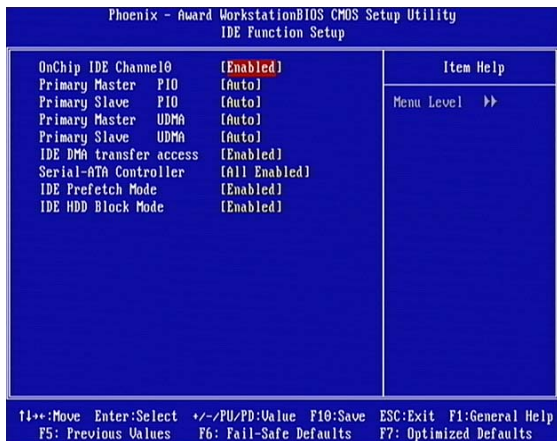 Phoenix - Award WorkstationBIOS CMOS Setup Utility
IDE Function Setup
OnChip IDE Channel0 [Enabled]
Primary Master PIO [Auto]
Primary Slave PIO [Auto]
Primary Master UDMA [Auto]
Primary Slave UDMA [Auto]
IDE DMA transfer access [Enabled]
Serial-ATA Controller [All Enabled]
IDE Prefetch Mode [Enabled]
IDE HDD Block Mode [Enabled]
Item Help
Menu Level ▶▶
↑↓→←:Move Enter:Select +/-/PU/PD:Value F10:Save ESC:Exit F1:General Help
F5: Previous Values F6: Fail-Safe Defaults F7: Optimized Defaults